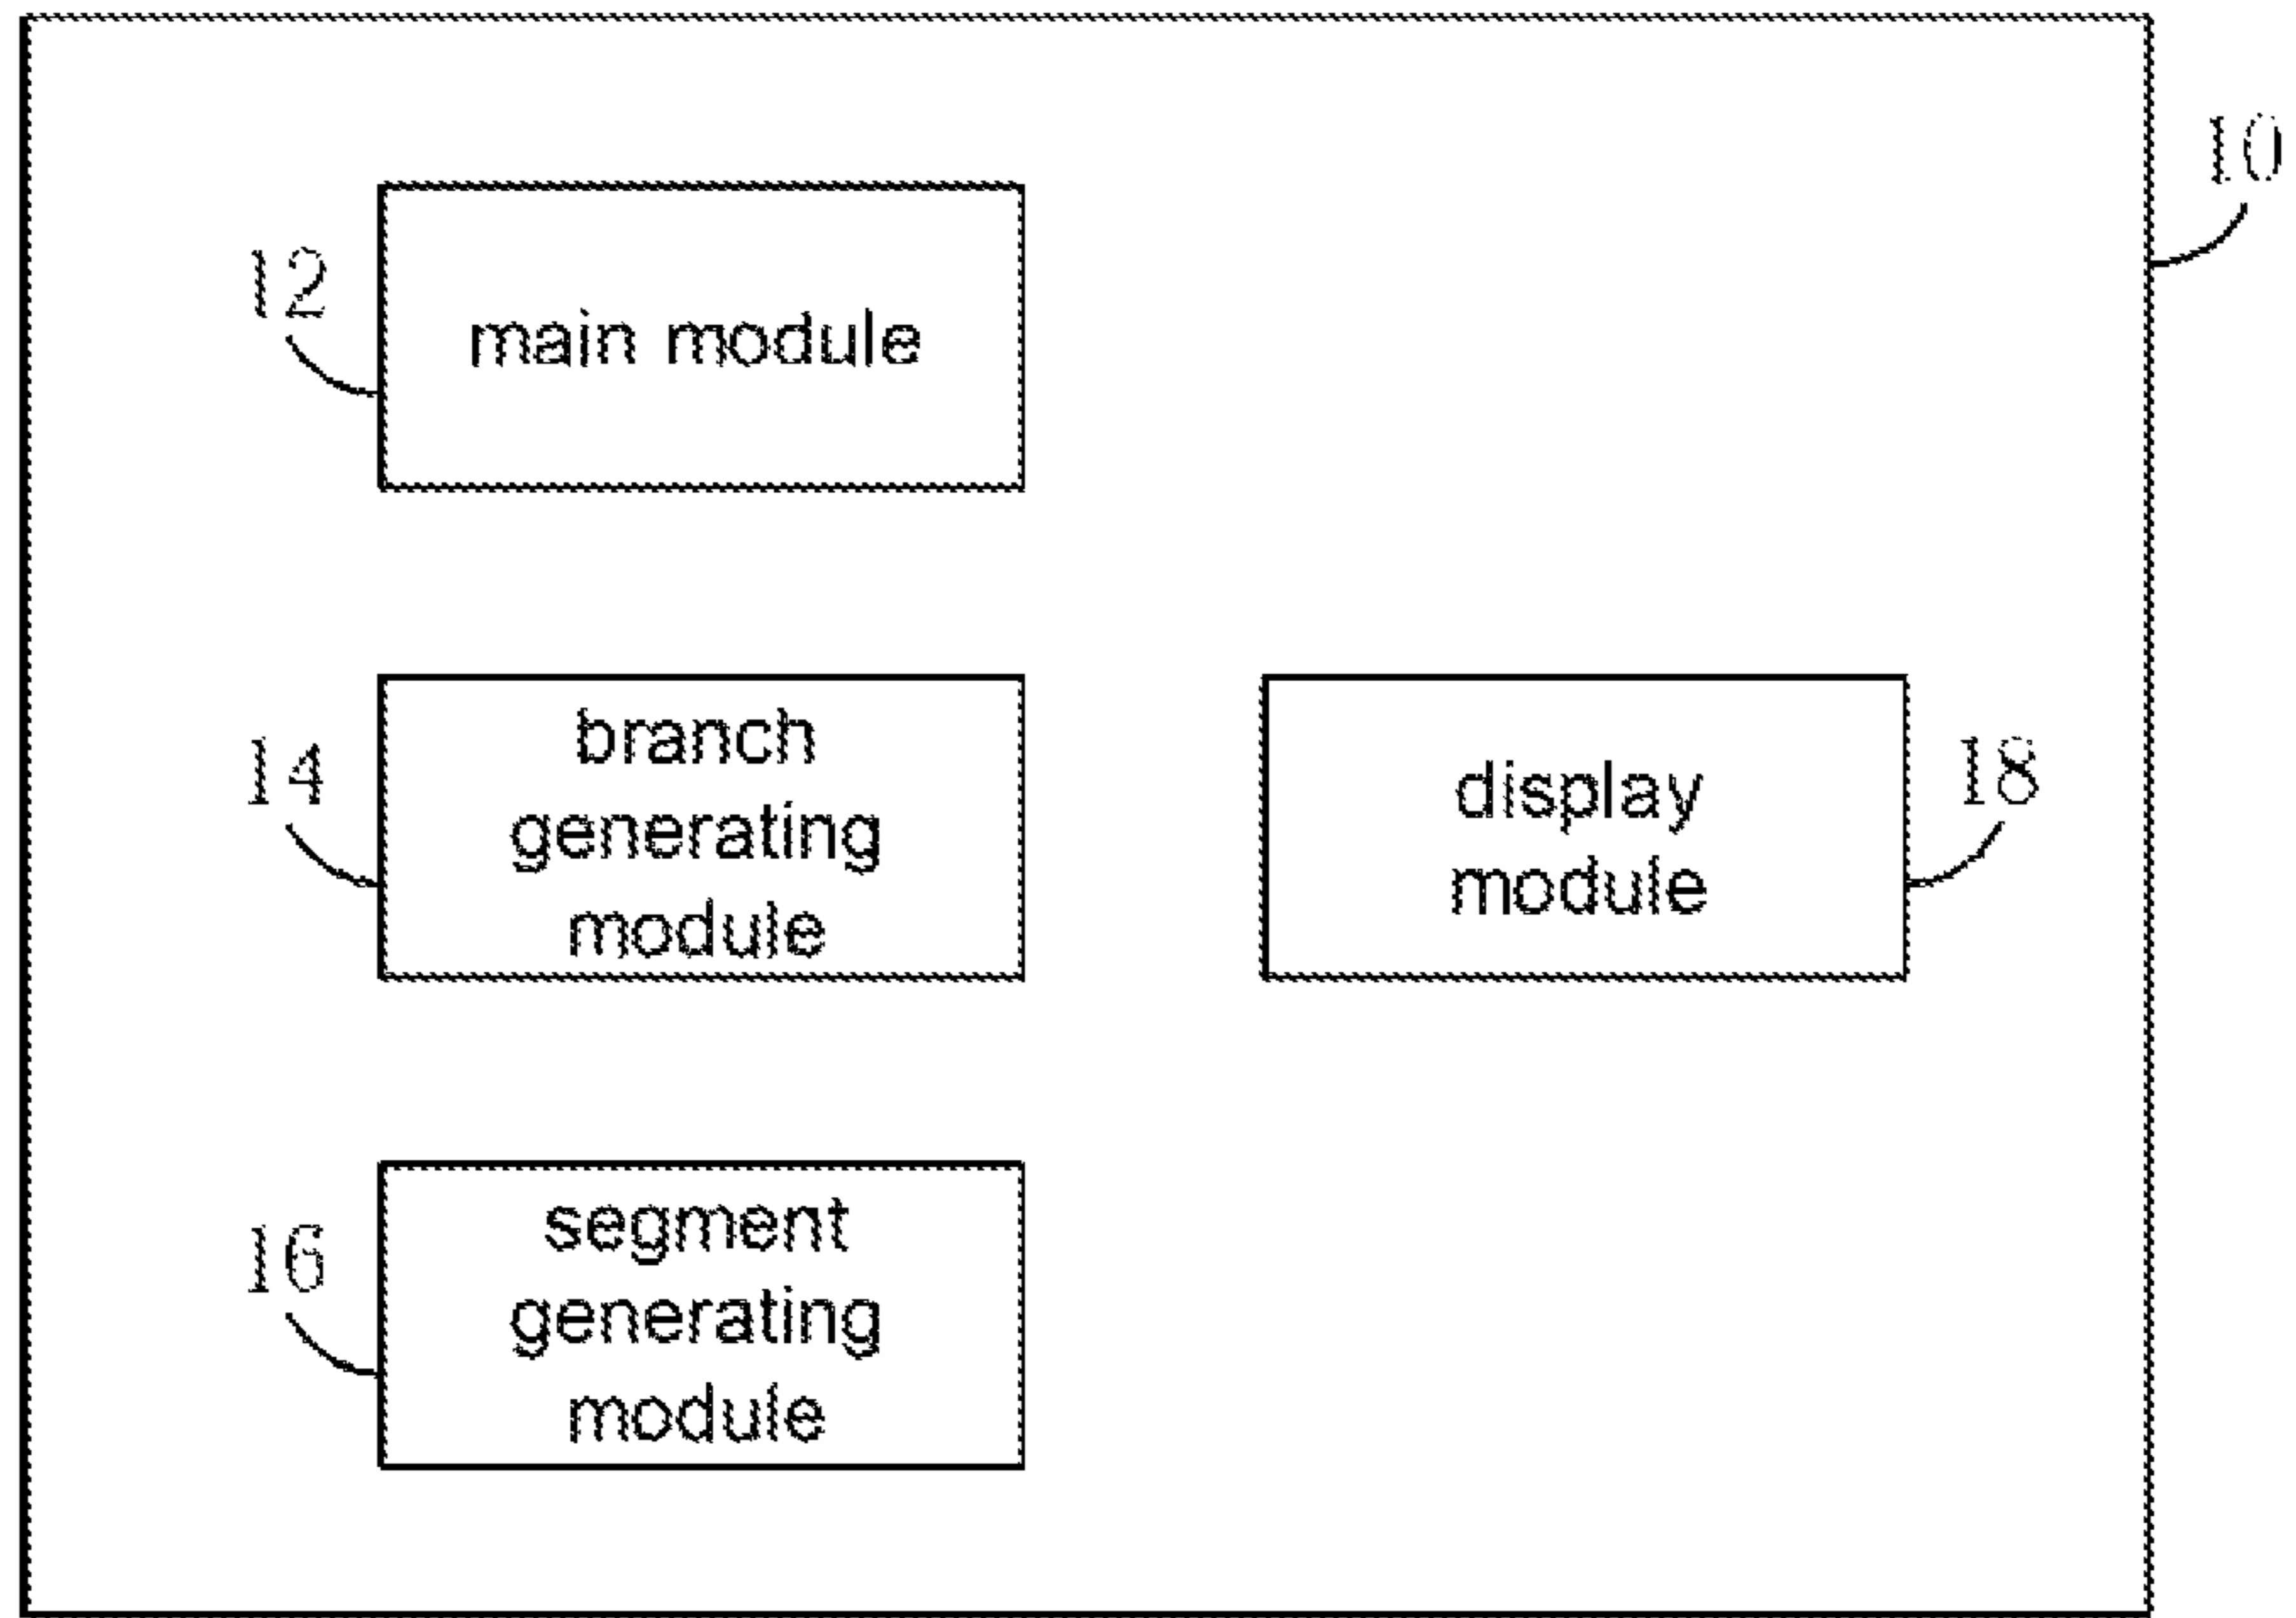 10
12
main module
14
branch
generating
module
display
module
18
16
segment
generating
module